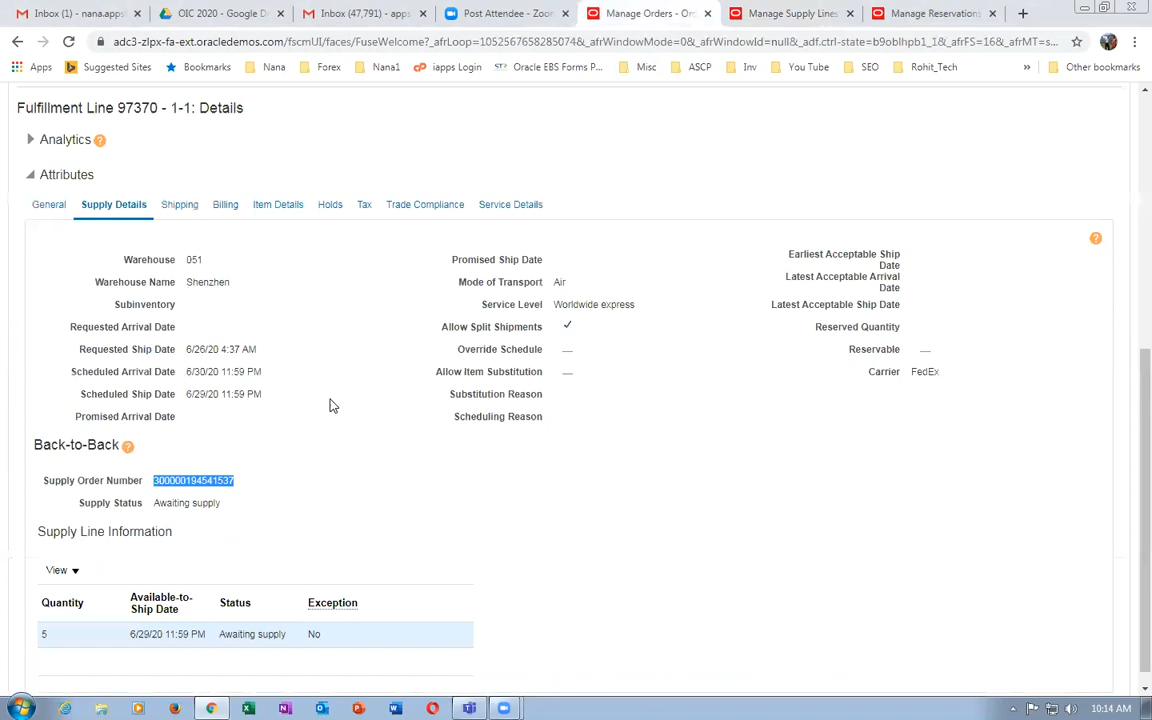 Inbox (1) - nana.apps
OIC 2020 - Google D
Inbox (47,791) - apps
Post Attendee - Zoo
Manage Orders - Or
Manage Supply Lines
Manage Reservations
adc3-zlpx-fa-ext.oracledemos.com/fscmUI/faces/FuseWelcome?_afrLoop=1052567658285074&_afrWindowMode=0&_afrWindowId=null&_adf.ctrl-state=b9oblhpb1_1&_afrFS=16&_afrMT=s...
Apps Suggested Sites Bookmarks Nana Forex Nana1 iapps Login Oracle EBS Forms P... Misc ASCP Inv You Tube SEO Rohit_Tech » Other bookmarks
Fulfillment Line 97370 - 1-1: Details
Analytics ?
Attributes
General Supply Details Shipping Billing Item Details Holds Tax Trade Compliance Service Details
?
Warehouse 051
Warehouse Name Shenzhen
Subinventory
Requested Arrival Date
Requested Ship Date 6/26/20 4:37 AM
Scheduled Arrival Date 6/30/20 11:59 PM
Scheduled Ship Date 6/29/20 11:59 PM
Promised Arrival Date
Promised Ship Date
Mode of Transport Air
Service Level Worldwide express
Allow Split Shipments ✓
Override Schedule —
Allow Item Substitution —
Substitution Reason
Scheduling Reason
Earliest Acceptable Ship
Date
Latest Acceptable Arrival
Date
Latest Acceptable Ship Date
Reserved Quantity
Reservable —
Carrier FedEx
Back-to-Back ?
Supply Order Number 300000194541537
Supply Status Awaiting supply
Supply Line Information
View
Quantity Available-to-
Ship Date Status Exception
5 6/29/20 11:59 PM Awaiting supply No
10:14 AM